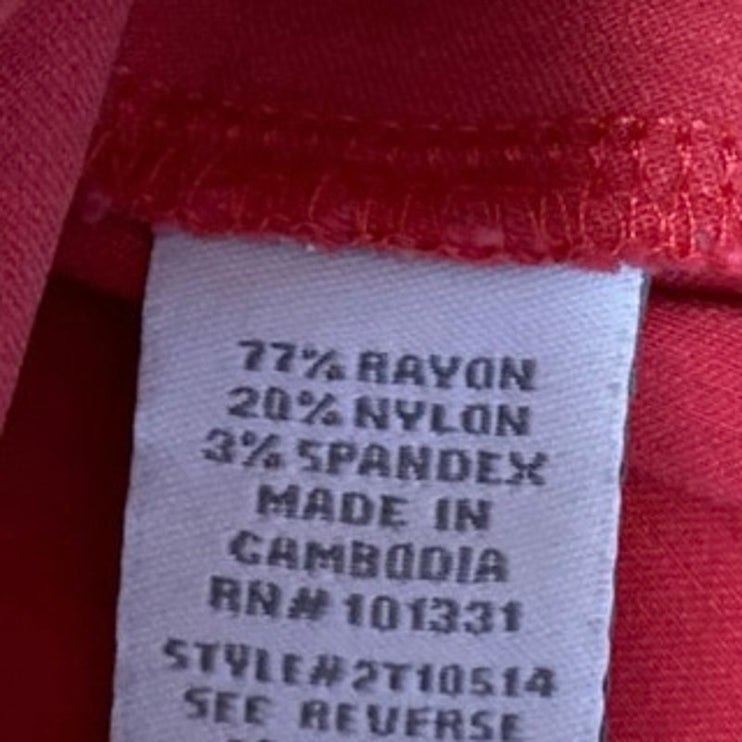 77% RAYON
20% NYLON
3% SPANDEX
MADE IN
CAMBODIA
RN# 101331
STYLE#2T10514
SEE REVERSE